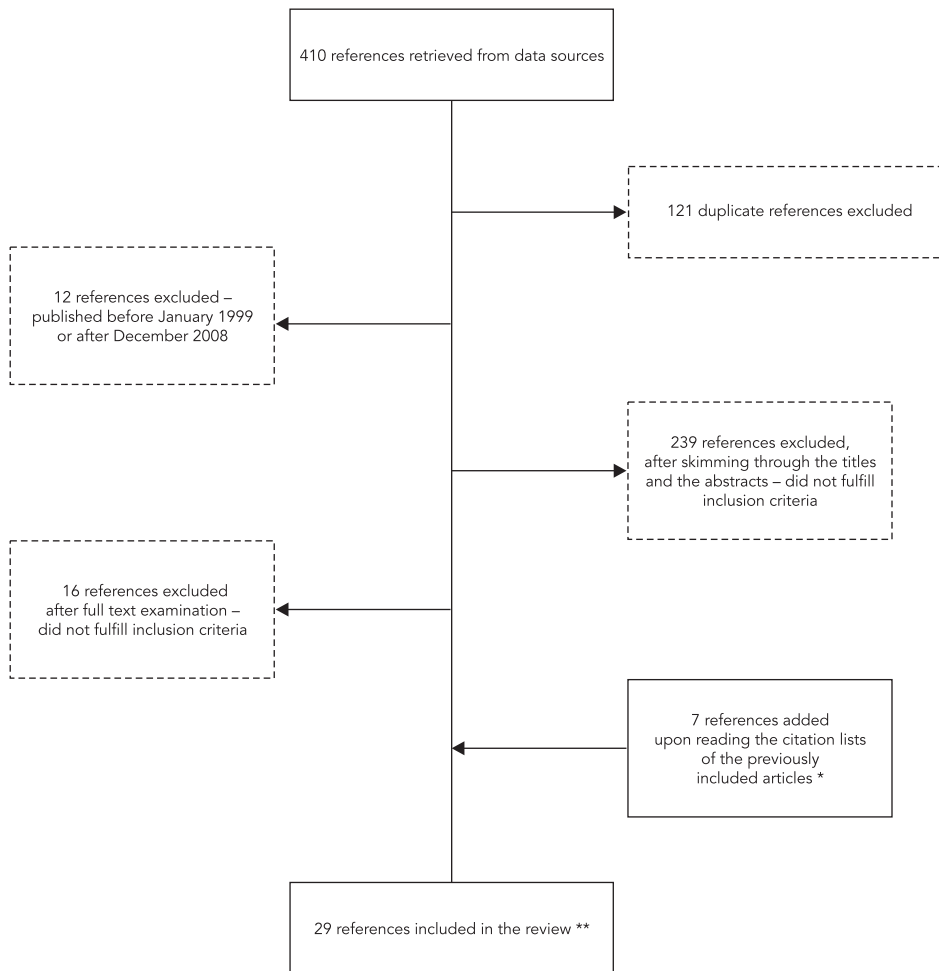 410 references retrieved from data sources
121 duplicate references excluded
12 references excluded –
published before January 1999
or after December 2008
239 references excluded,
after skimming through the titles
and the abstracts – did not fulfill
inclusion criteria
16 references excluded
after full text examination –
did not fulfill inclusion criteria
7 references added
upon reading the citation lists
of the previously
included articles *
29 references included in the review **